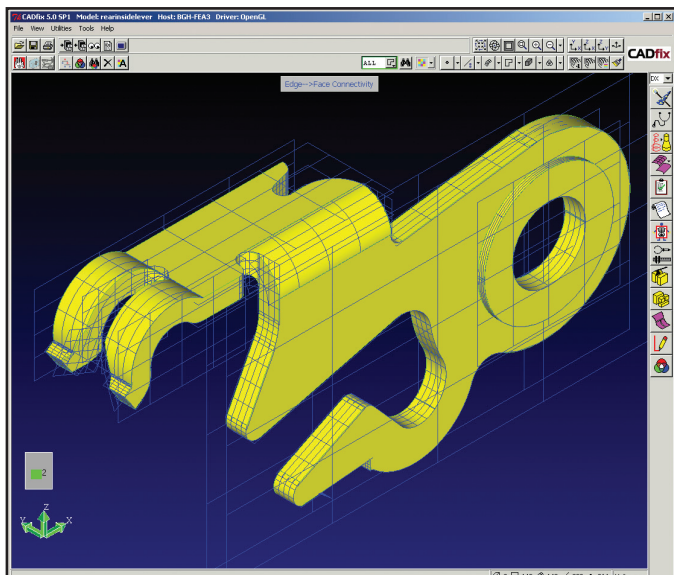 CADfix 5.0 SP1 Model: rearinsidelever Host: BGH-FEA3 Driver: OpenGL
File View Utilities Tools Help
ALL
CADfix
Edge-->Face Connectivity
DX
2
Z
Y X